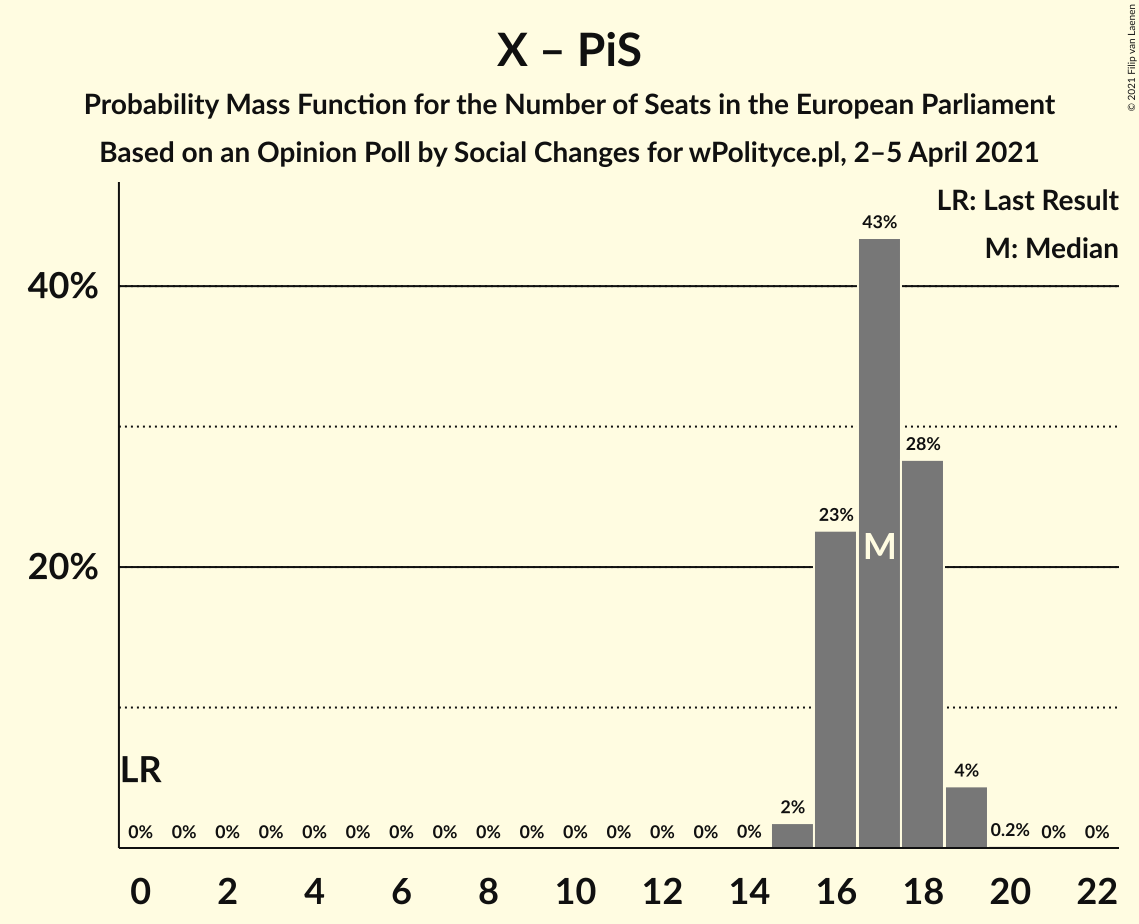 X – PiS
Probability Mass Function for the Number of Seats in the European Parliament
Based on an Opinion Poll by Social Changes for wPolityce.pl, 2–5 April 2021
© 2021 Filip van Laenen
LR: Last Result
M: Median
43%
40%
28%
23%
M
20%
LR
4%
2%
0% 0% 0% 0% 0% 0% 0% 0% 0% 0% 0% 0% 0% 0% 0% 0.2% 0% 0%
0 2 4 6 8 10 12 14 16 18 20 22